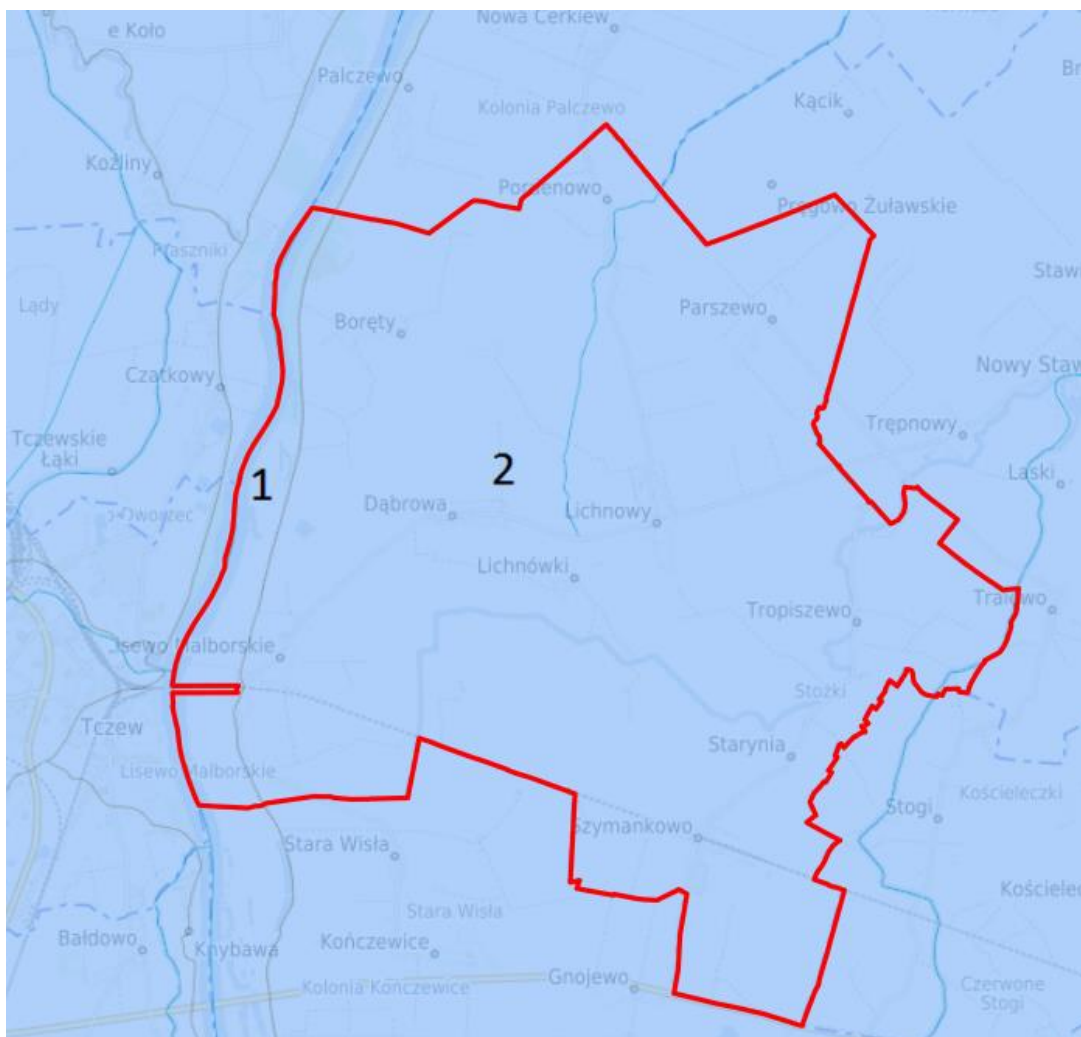 Nowa Cerkiew
e Koło
Palczewo
Kolonia Palczewo
Kącik
Koźliny
Pordenowo
Pręgowo Żuławskie
Ptaszniki
Lądy
Parszewo
Boręty
Nowy Staw
Czatkowy
Trępnowy
Tczewskie
Łąki
1
2
Laski
Dąbrowa
Lichnowy
Lichnówki
Tralewo
Tropiszewo
Lisewo Malborskie
Stożki
Tczew
Starynia
Lisewo Malborskie
Kościeleczki
Stogi
Szymankowo
Stara Wisła
Stara Wisła
Kończewice
Bałdowo
Knybawa
Gnojewo
Kolonia Kończewice
Czerwone
Stogi